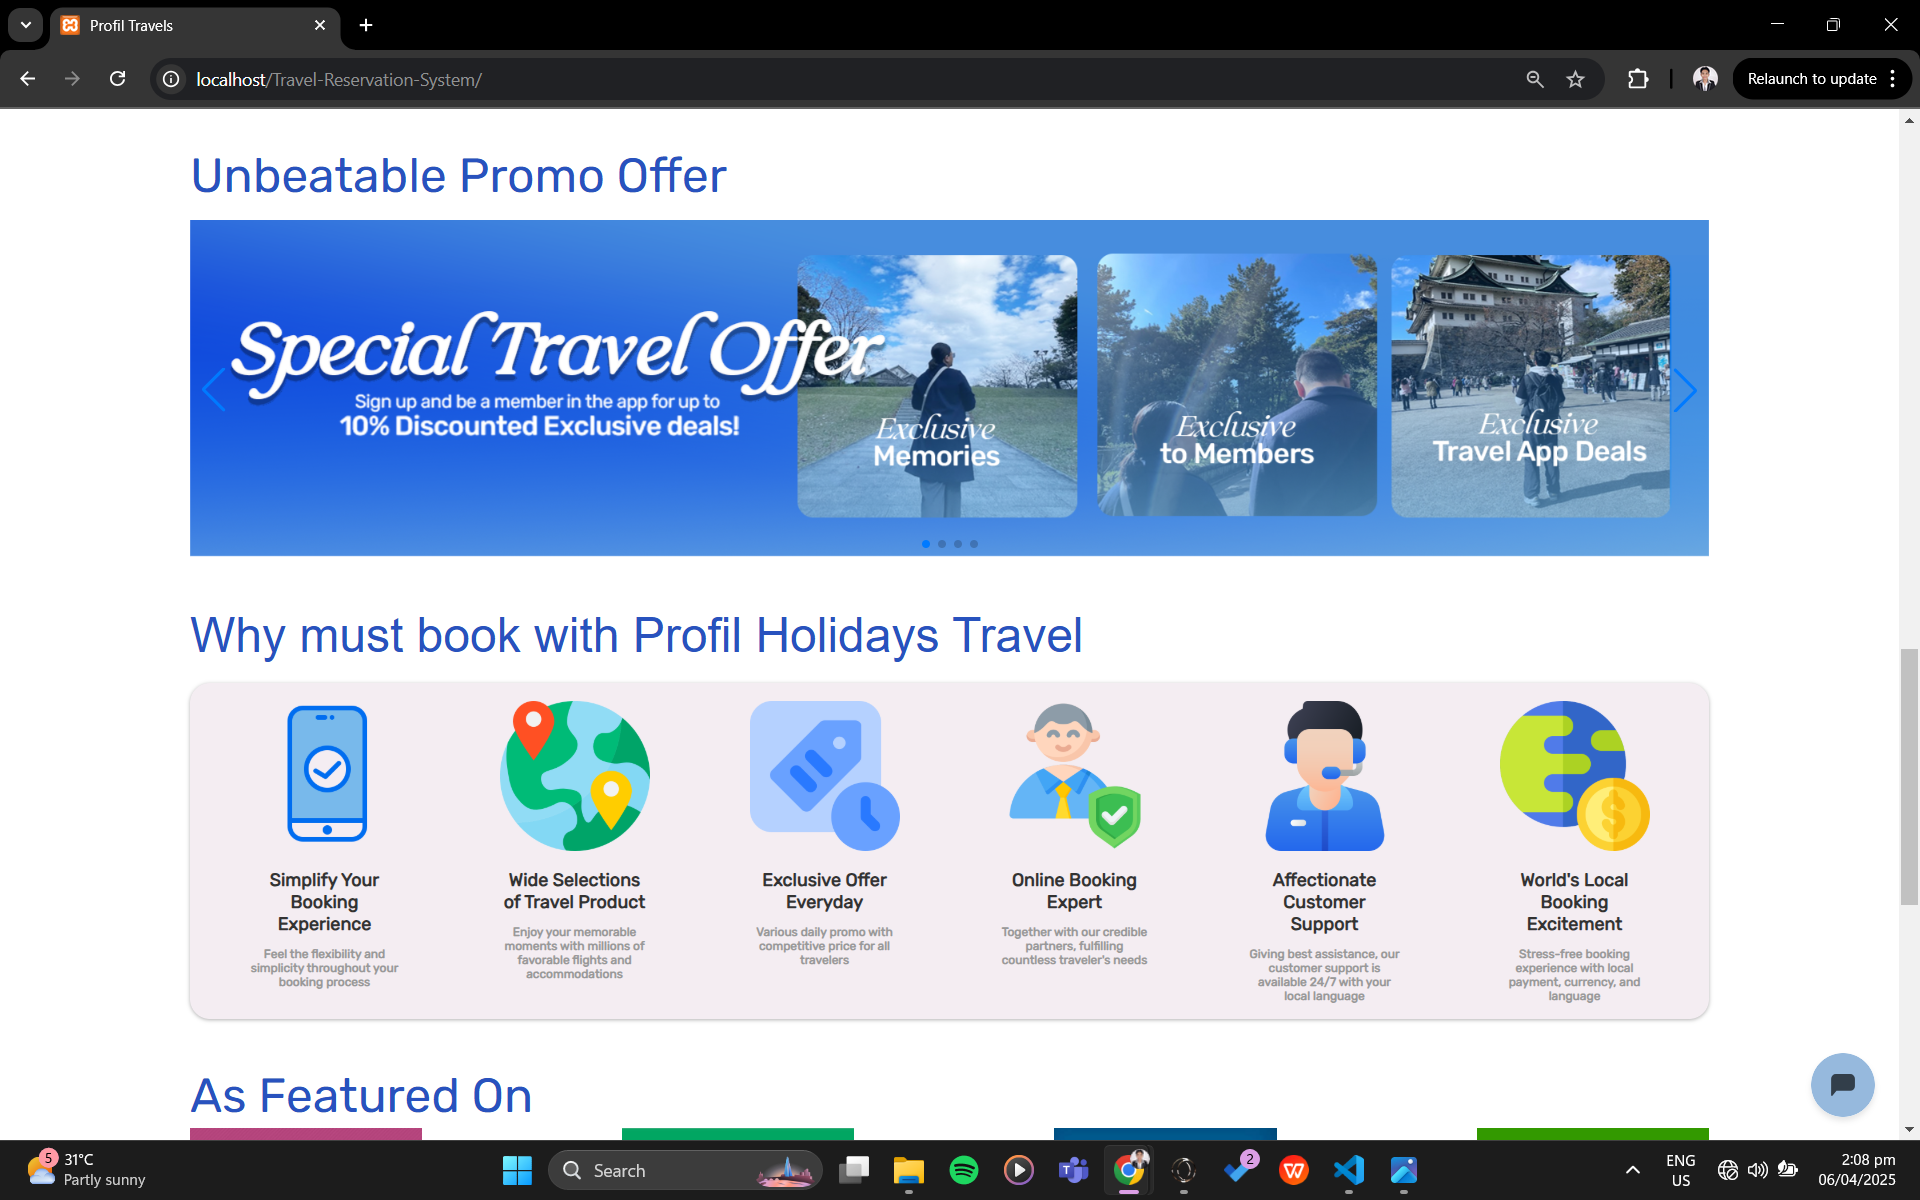 Profil Travels
localhost/Travel-Reservation-System/
Relaunch to update
Unbeatable Promo Offer
Special Travel Offer
Sign up and be a member in the app for up to
10% Discounted Exclusive deals!
Exclusive
Memories
Exclusive
to Members
Exclusive
Travel App Deals
Why must book with Profil Holidays Travel
Simplify Your
Booking
Experience
Feel the flexibility and
simplicity throughout your
booking process
Wide Selections
of Travel Product
Enjoy your memorable
moments with millions of
favorable flights and
accommodations
Exclusive Offer
Everyday
Various daily promo with
competitive price for all
travelers
Online Booking
Expert
Together with our credible
partners, fulfilling
countless traveler's needs
Affectionate
Customer
Support
Giving best assistance, our
customer support is
available 24/7 with your
local language
World's Local
Booking
Excitement
Stress-free booking
experience with local
payment, currency, and
language
As Featured On
5
31°C
Partly sunny
Search
2
ENG
US
2:08 pm
06/04/2025